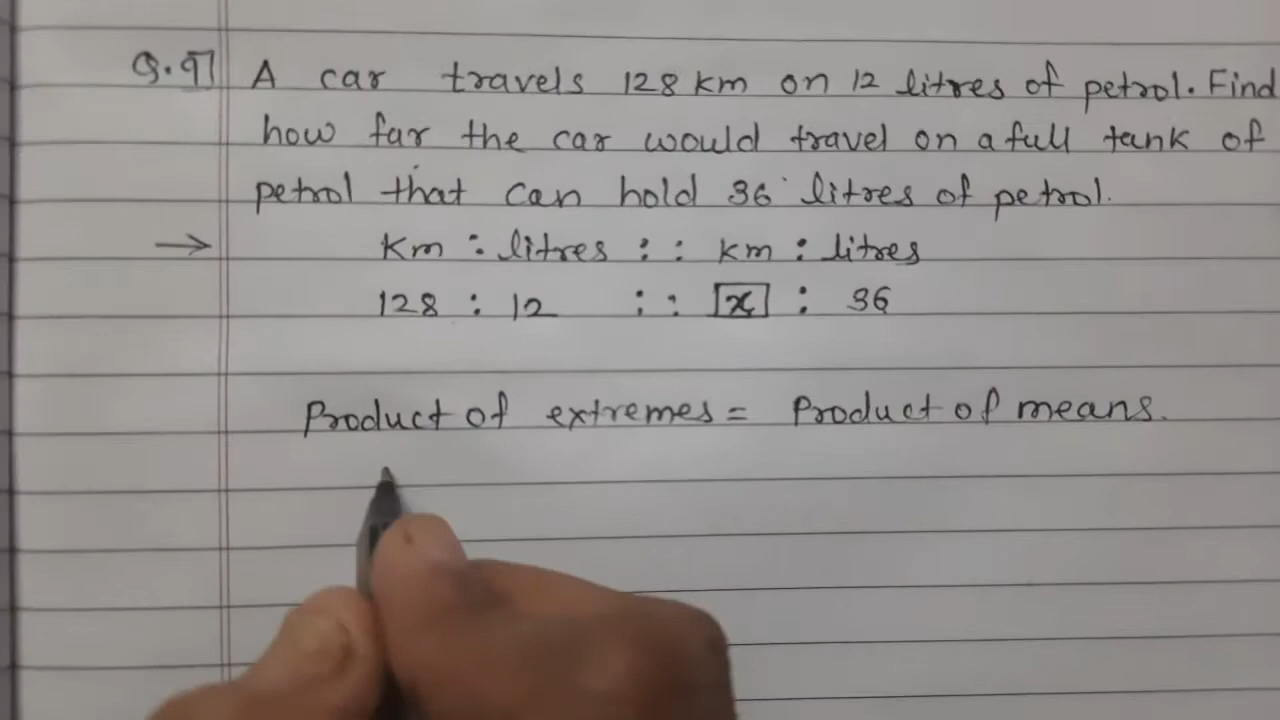 Q.9] A car travels 128 km on 12 litres of petrol. Find
how far the car would travel on a full tank of
petrol that can hold 36 litres of petrol.
→ Km : litres : : km : litres
128 : 12 : : x : 36
Product of extremes = Product of means.